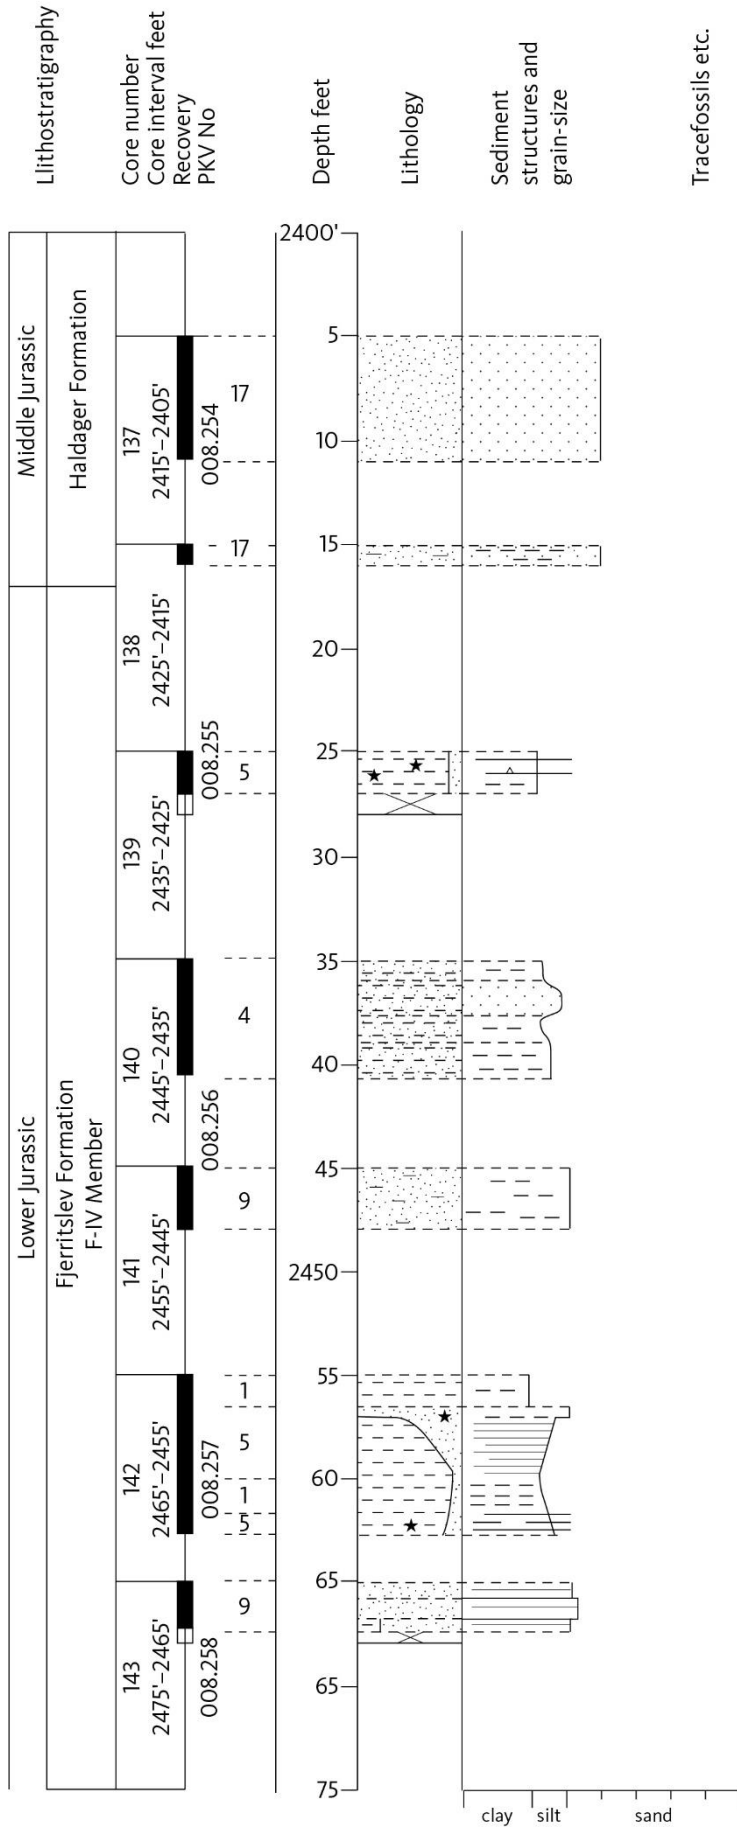 Llithostratigraphy
Core number
Core interval feet
Recovery
PKV No
Depth feet
Lithology
Sediment
structures and
grain-size
Tracefossils etc.
Middle Jurassic
Haldager Formation
Lower Jurassic
Fjerritslev Formation
F-IV Member
137
2415'–2405'
008.254
17
17
138
2425'–2415'
008.255
5
139
2435'–2425'
4
140
2445'–2435'
008.256
9
141
2455'–2445'
1
5
1
5
142
2465'–2455'
008.257
9
143
2475'–2465'
008.258
2400'
5
10
15
20
25
30
35
40
45
2450
55
60
65
65
75
clay
silt
sand